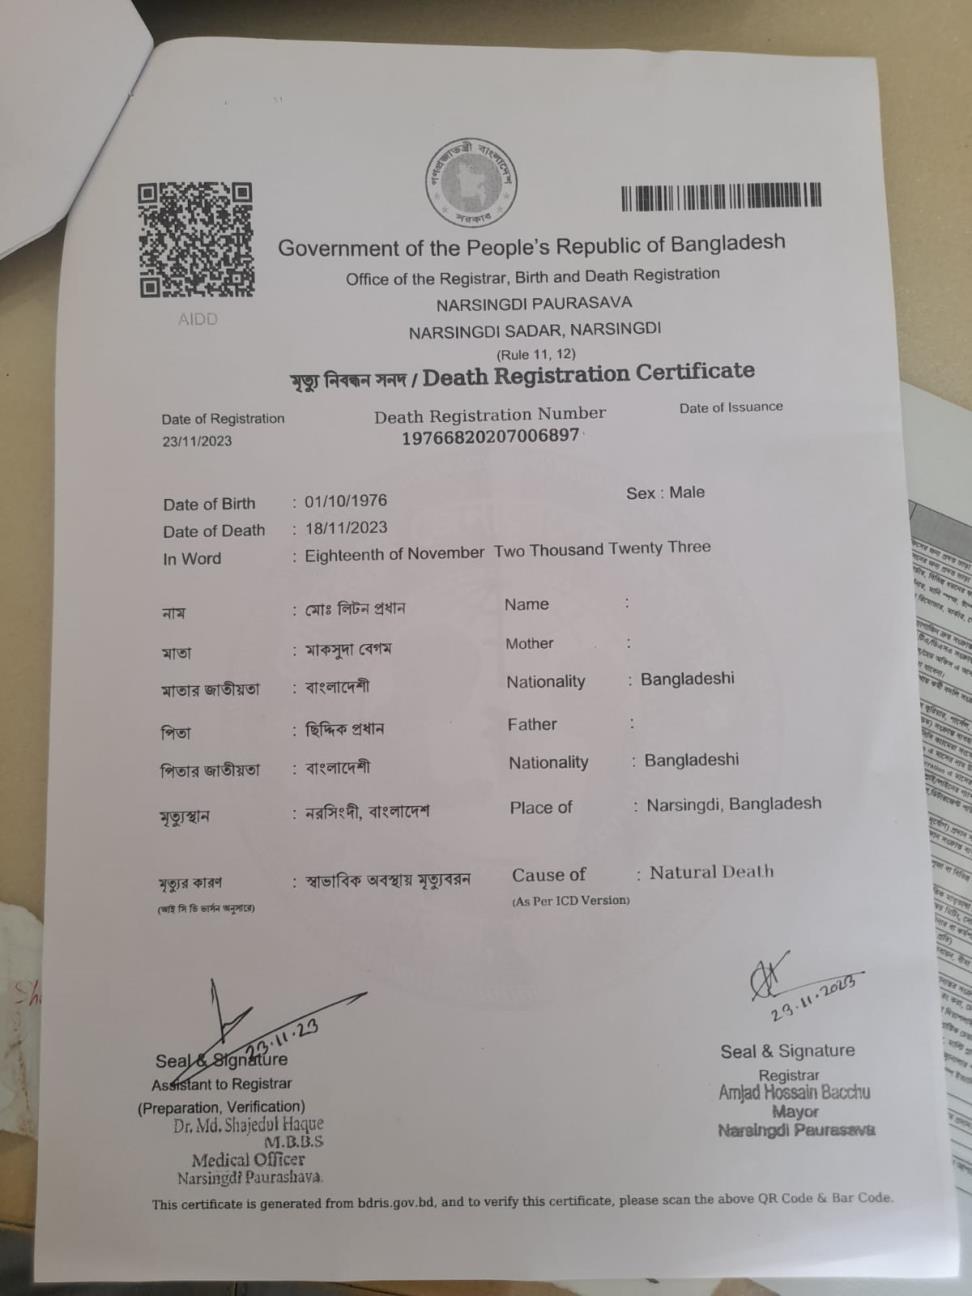 গণপ্রজাতন্ত্রী বাংলাদেশ
সরকার
AIDD
Government of the People's Republic of Bangladesh
Office of the Registrar, Birth and Death Registration
NARSINGDI PAURASAVA
NARSINGDI SADAR, NARSINGDI
(Rule 11, 12)
মৃত্যু নিবন্ধন সনদ / Death Registration Certificate
Date of Registration Death Registration Number Date of Issuance
23/11/2023 19766820207006897
Date of Birth : 01/10/1976 Sex : Male
Date of Death : 18/11/2023
In Word : Eighteenth of November Two Thousand Twenty Three
নাম : মোঃ লিটন প্রধান Name :
মাতা : মাকসুদা বেগম Mother :
মাতার জাতীয়তা : বাংলাদেশী Nationality : Bangladeshi
পিতা : ছিদ্দিক প্রধান Father :
পিতার জাতীয়তা : বাংলাদেশী Nationality : Bangladeshi
মৃত্যুস্থান : নরসিংদী, বাংলাদেশ Place of : Narsingdi, Bangladesh
মৃত্যুর কারণ : স্বাভাবিক অবস্থায় মৃত্যুবরন Cause of : Natural Death
(আই সি ডি ভার্সন অনুসারে) (As Per ICD Version)
23.11.23
23.11.2023
Seal & Signature
Assistant to Registrar
(Preparation, Verification)
Dr. Md. Shajedul Haque
M.B.B.S
Medical Officer
Narsingdi Paurashava.
Seal & Signature
Registrar
Amjad Hossain Bacchu
Mayor
Narsingdi Paurasava
This certificate is generated from bdris.gov.bd, and to verify this certificate, please scan the above QR Code & Bar Code.